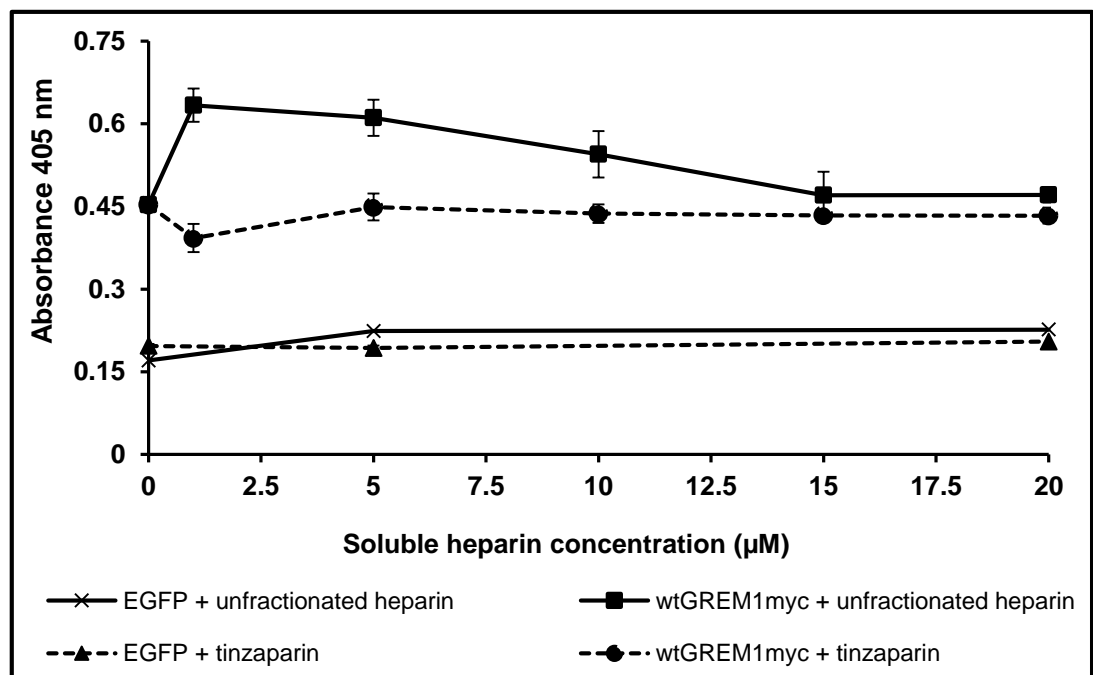 0.75
0.6
0.45
0.3
0.15
0
Absorbance 405 nm
0 2.5 5 7.5 10 12.5 15 17.5 20
Soluble heparin concentration (µM)
EGFP + unfractionated heparin
wtGREM1myc + unfractionated heparin
EGFP + tinzaparin
wtGREM1myc + tinzaparin